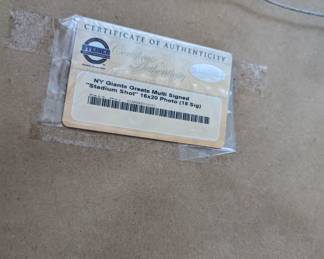 CERTIFICATE OF AUTHENTICITY
NY Giants Greats Multi Signed
"Stadium Shot" 16x20 Photo (18 Sig)